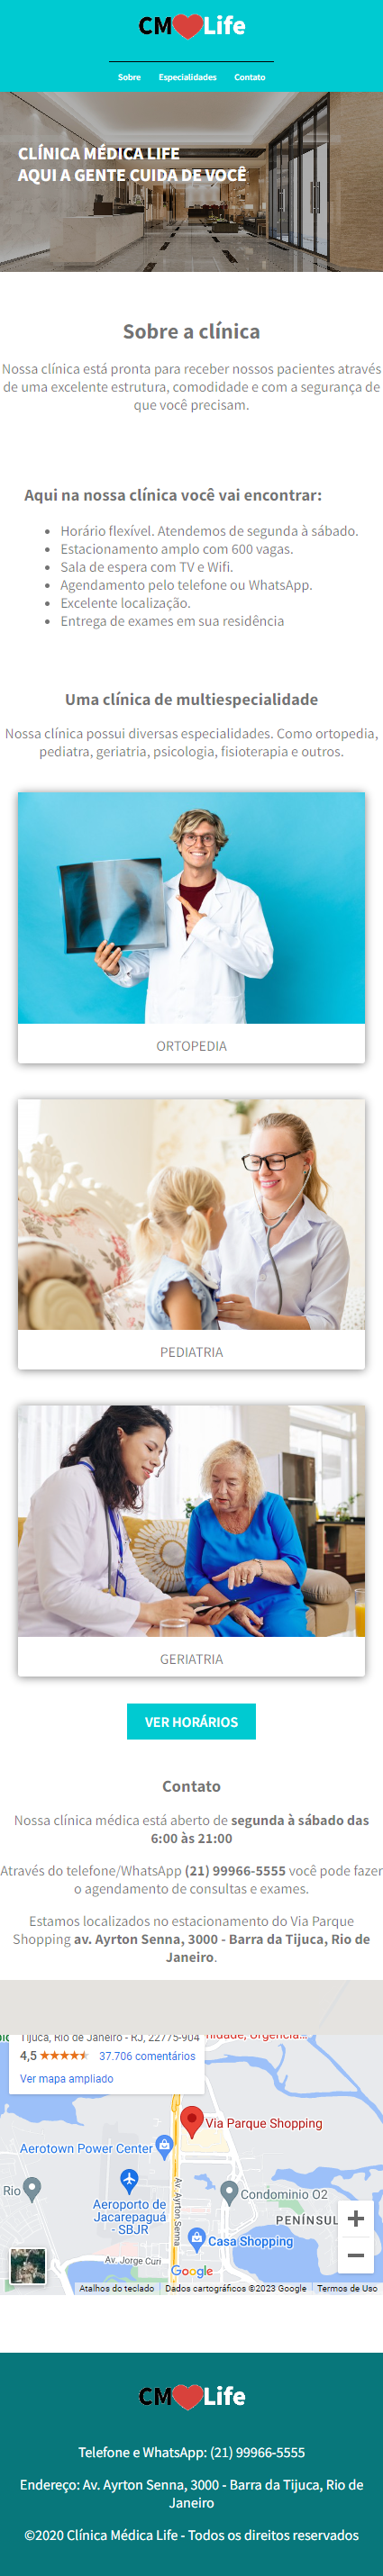 CM Life
Sobre Especialidades Contato
CLÍNICA MÉDICA LIFE
AQUI A GENTE CUIDA DE VOCÊ
Sobre a clínica
Nossa clínica está pronta para receber nossos pacientes através
de uma excelente estrutura, comodidade e com a segurança de
que você precisam.
Aqui na nossa clínica você vai encontrar:
• Horário flexível. Atendemos de segunda à sábado.
• Estacionamento amplo com 600 vagas.
• Sala de espera com TV e Wifi.
• Agendamento pelo telefone ou WhatsApp.
• Excelente localização.
• Entrega de exames em sua residência
Uma clínica de multiespecialidade
Nossa clínica possui diversas especialidades. Como ortopedia,
pediatra, geriatria, psicologia, fisioterapia e outros.
ORTOPEDIA
PEDIATRIA
GERIATRIA
VER HORÁRIOS
Contato
Nossa clínica médica está aberto de segunda à sábado das
6:00 às 21:00
Através do telefone/WhatsApp (21) 99966-5555 você pode fazer
o agendamento de consultas e exames.
Estamos localizados no estacionamento do Via Parque
Shopping av. Ayrton Senna, 3000 - Barra da Tijuca, Rio de
Janeiro.
Tijuca, Rio de Janeiro - RJ, 22775-904
4,5 37.706 comentários
Ver mapa ampliado
Via Parque Shopping
Aerotown Power Center
Rio
Aeroporto de
Jacarepaguá
- SBJR
Av. Ayrton Senna
Condomínio O2
PENÍNSUL
Casa Shopping
Av. Jorge Curi
Google
Atalhos do teclado Dados cartográficos ©2023 Google Termos de Uso
CM Life
Telefone e WhatsApp: (21) 99966-5555
Endereço: Av. Ayrton Senna, 3000 - Barra da Tijuca, Rio de
Janeiro
©2020 Clínica Médica Life - Todos os direitos reservados